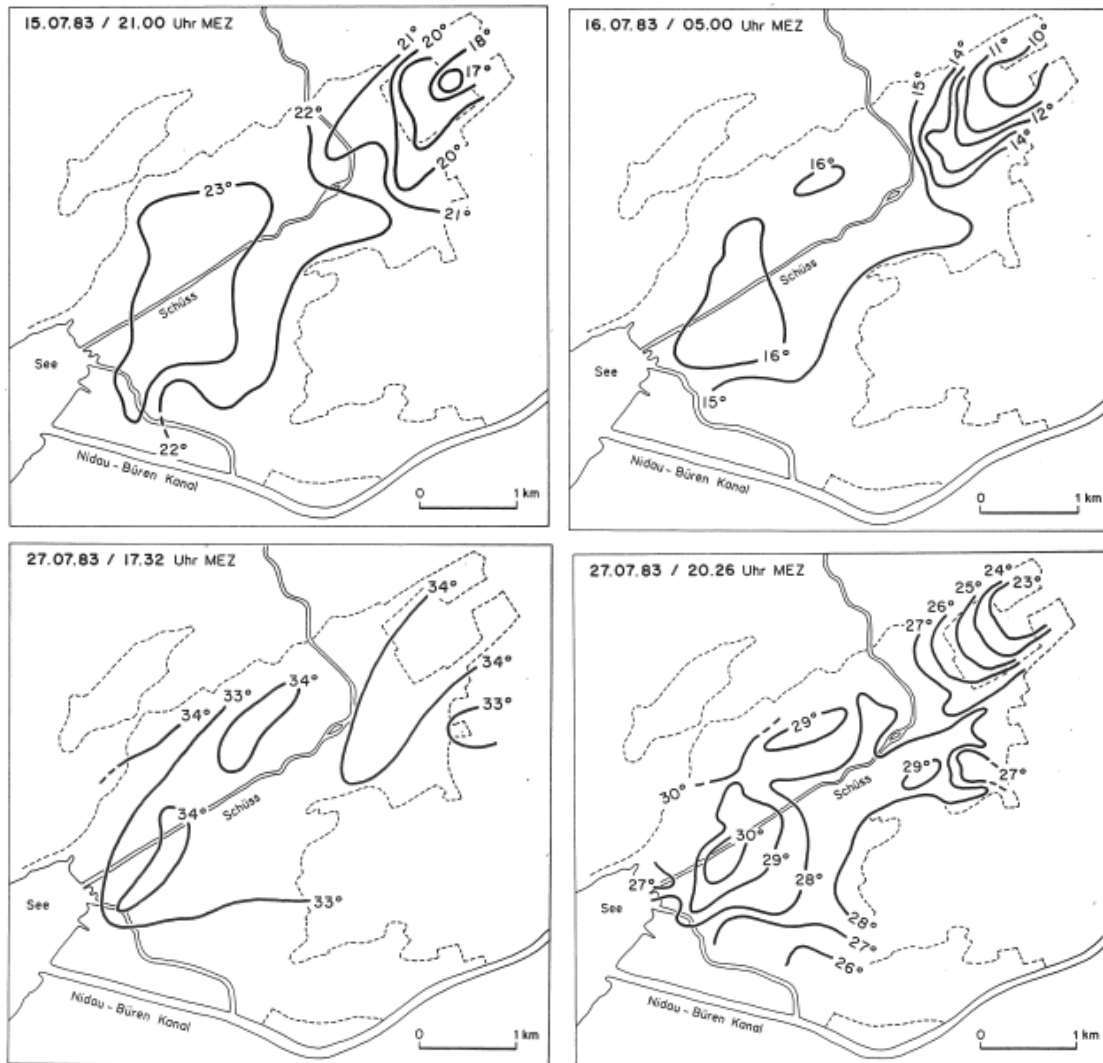 15.07.83 / 21.00 Uhr MEZ
21°
20°
18°
17°
22°
20°
23°
21°
Schüss
See
22°
Nidau - Büren Kanal
0 1 km
16.07.83 / 05.00 Uhr MEZ
10°
11°
14°
15°
12°
14°
16°
Schüss
See
16°
15°
Nidau - Büren Kanal
0 1 km
27.07.83 / 17.32 Uhr MEZ
34°
34°
34°
33°
34°
33°
34°
Schüss
See
33°
Nidau - Büren Kanal
0 1 km
27.07.83 / 20.26 Uhr MEZ
24°
23°
25°
26°
27°
29°
29°
27°
30°
Schüss
30°
29°
28°
27°
See
28°
27°
26°
Nidau - Büren Kanal
0 1 km